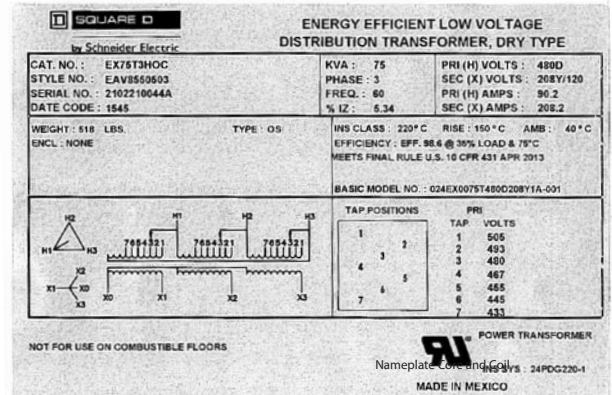 SQUARE D
by Schneider Electric
ENERGY EFFICIENT LOW VOLTAGE
DISTRIBUTION TRANSFORMER, DRY TYPE
CAT. NO. : EX75T3HOC
STYLE NO. : EAV8550503
SERIAL NO. : 2102210044A
DATE CODE : 1545
KVA : 75
PHASE : 3
FREQ. : 60
% IZ : 5.34
PRI (H) VOLTS : 480D
SEC (X) VOLTS : 208Y/120
PRI (H) AMPS : 90.2
SEC (X) AMPS : 208.2
WEIGHT : 518 LBS. TYPE : OS
ENCL : NONE
INS CLASS : 220°C RISE : 150°C AMB : 40°C
EFFICIENCY : EFF. 98.6 @ 35% LOAD & 75°C
MEETS FINAL RULE U.S. 10 CFR 431 APR 2013
BASIC MODEL NO. : 024EX0075T480D208Y1A-001
H2
H1 H3
X2
X1 X0
X3
H1 H2 H3
7654321 7654321 7654321
X0 X1 X2 X3
TAP POSITIONS
1
2
3
4
5
6
7
PRI
TAP VOLTS
1 505
2 493
3 480
4 467
5 455
6 445
7 433
NOT FOR USE ON COMBUSTIBLE FLOORS
POWER TRANSFORMER
Nameplate Core and Coil
INS SYS : 24PDG220-1
MADE IN MEXICO